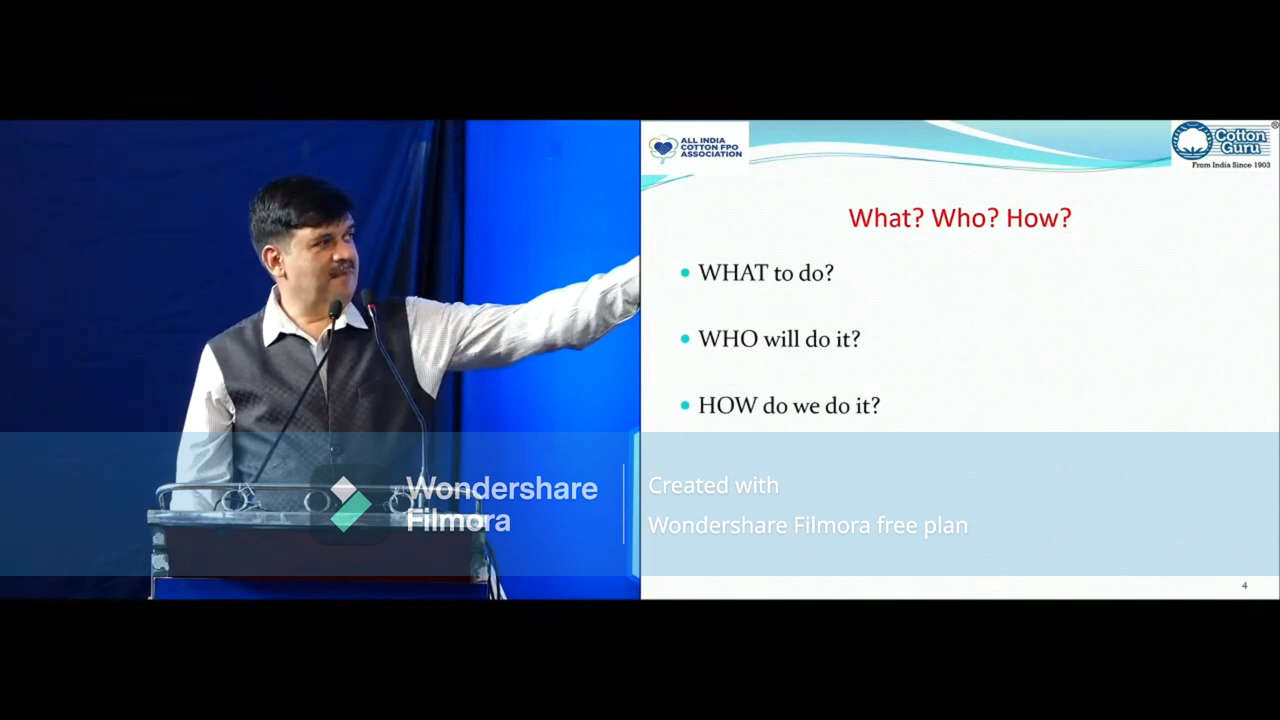 ALL INDIA
COTTON FPO
ASSOCIATION
Cotton
Guru
®
From India Since 1903
What? Who? How?
• WHAT to do?
• WHO will do it?
• HOW do we do it?
Wondershare
Filmora
Created with
Wondershare Filmora free plan
4